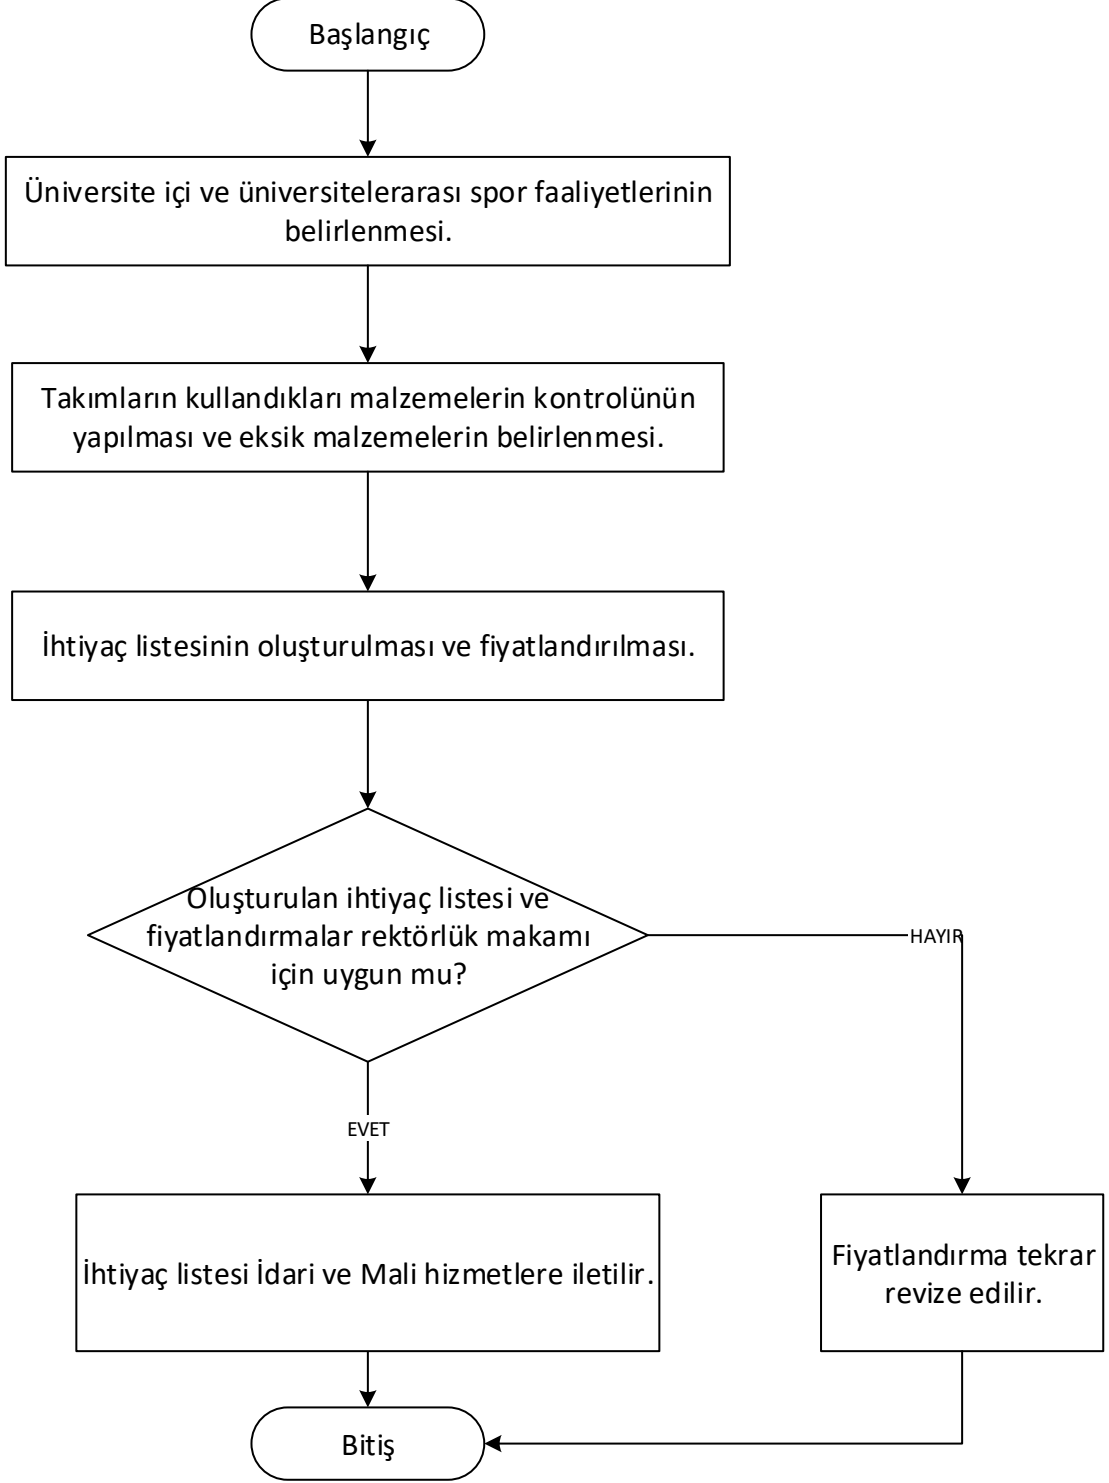 Başlangıç
Üniversite içi ve üniversitelerarası spor faaliyetlerinin
belirlenmesi.
Takımların kullandıkları malzemelerin kontrolünün
yapılması ve eksik malzemelerin belirlenmesi.
İhtiyaç listesinin oluşturulması ve fiyatlandırılması.
Oluşturulan ihtiyaç listesi ve
fiyatlandırmalar rektörlük makamı
için uygun mu?
HAYIR
EVET
İhtiyaç listesi İdari ve Mali hizmetlere iletilir.
Fiyatlandırma tekrar
revize edilir.
Bitiş